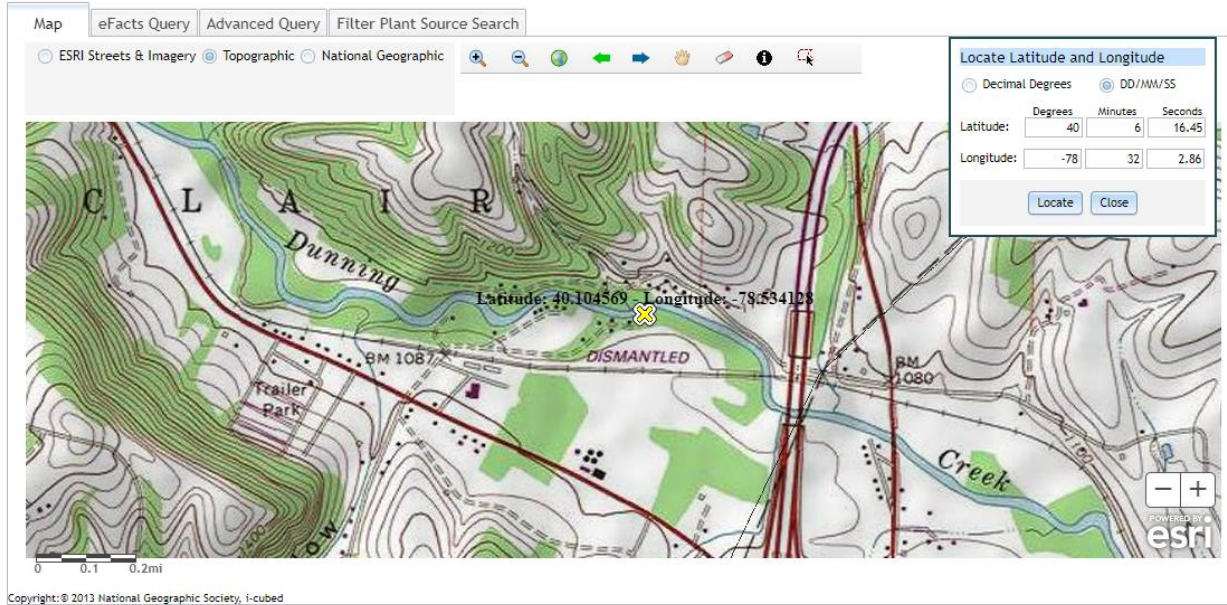 Map eFacts Query Advanced Query Filter Plant Source Search
ESRI Streets & Imagery Topographic National Geographic
Locate Latitude and Longitude
Decimal Degrees DD/MM/SS
Degrees Minutes Seconds
Latitude: 40 6 16.45
Longitude: -78 32 2.86
Locate Close
C L A I R
Dunning
1200
Latitude: 40.104569 - Longitude: -78.534128
BM 1087
DISMANTLED
BM
1080
Trailer
Park
Creek
1100
1400
OW
POWERED BY
esri
0 0.1 0.2mi
Copyright:© 2013 National Geographic Society, i-cubed